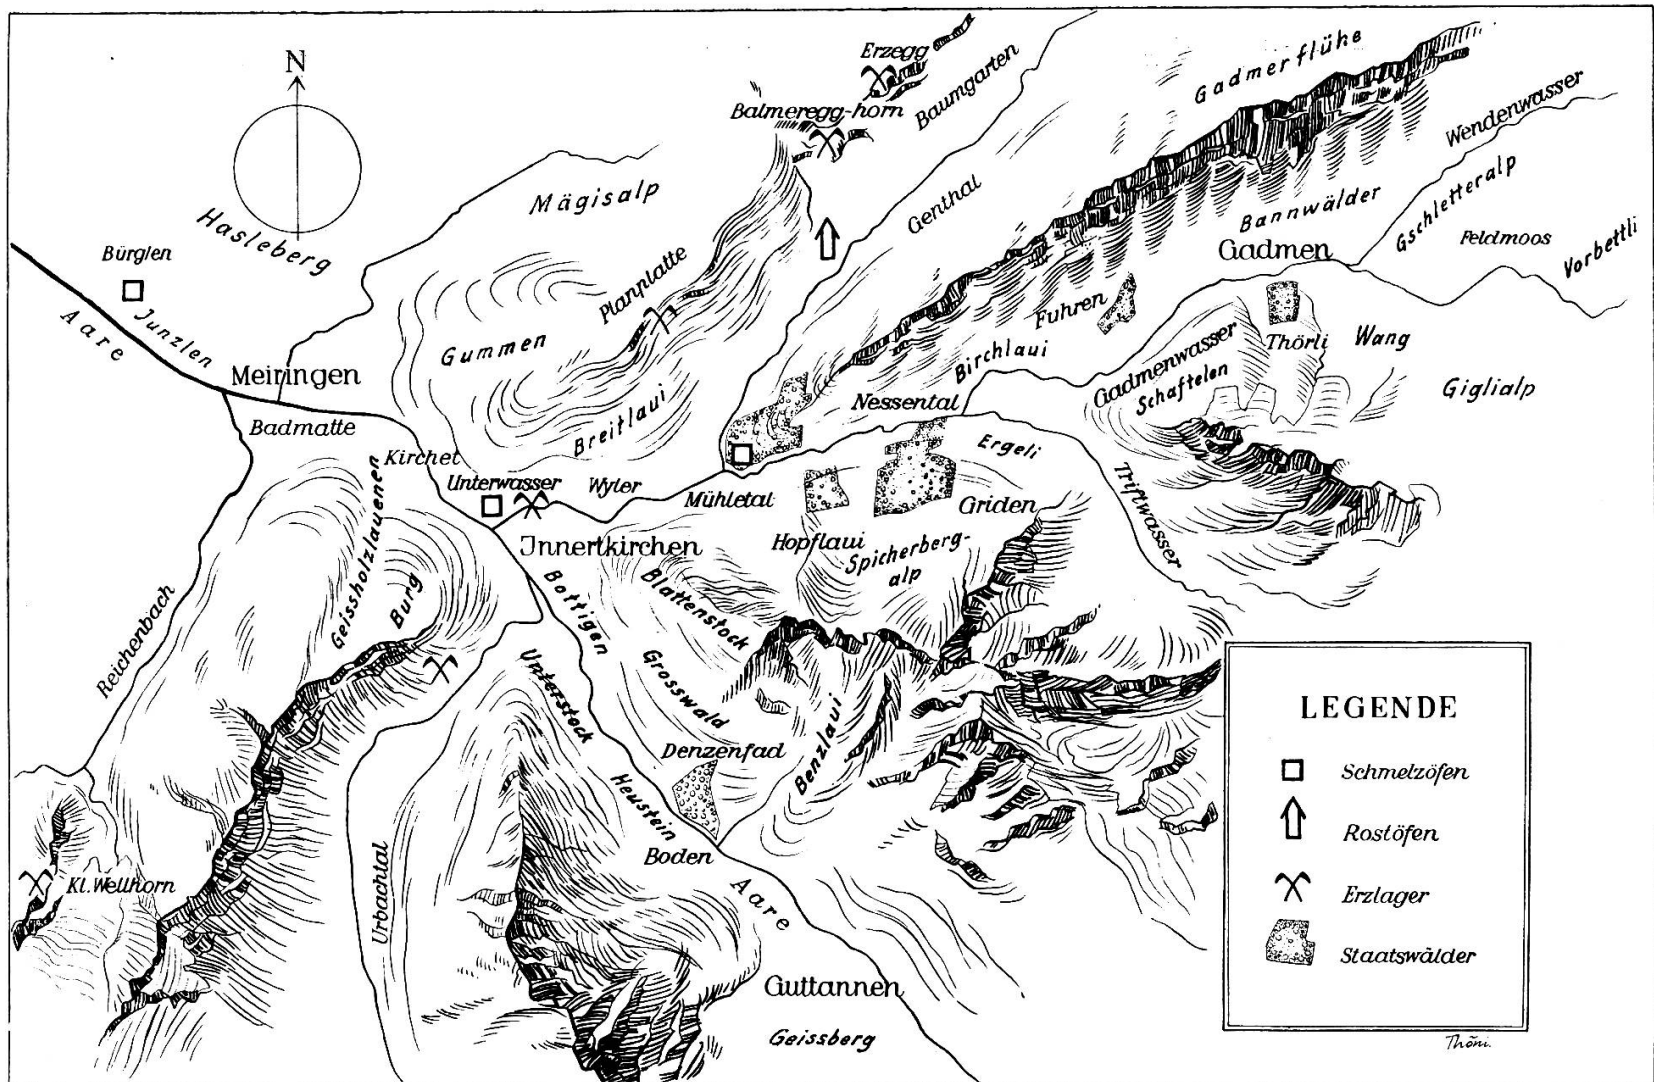 N
Erzegg
Balmeregg-horn
Baumgarten
Gadmerflühe
Wendenwasser
Mägisalp
Hasleberg
Genthal
Bannwälder
Gschletteralp
Gadmen
Feldmoos
Vorbettli
Bürglen
Aare
Junzlen
Planplatte
Gummen
Fuhren
Birchlaui
Gadmenwasser
Schaftelen
Thörli
Wang
Giglialp
Meiringen
Badmatte
Breitlaui
Nessental
Ergeli
Kirchet
Unterwasser
Wyler
Mühletal
Griden
Triftwasser
Geissholzlauenen
Burg
Innertkirchen
Hopflaui
Spicherberg-
alp
Reichenbach
Bottigen
Blattenstock
Unterstock
Grosswald
Benzlaui
Denzenfad
Heustein
Boden
Kl. Wellhorn
Urbachtal
Aare
Guttannen
Geissberg
LEGENDE
Schmelzöfen
Rostöfen
Erzlager
Staatswälder
Thöni.